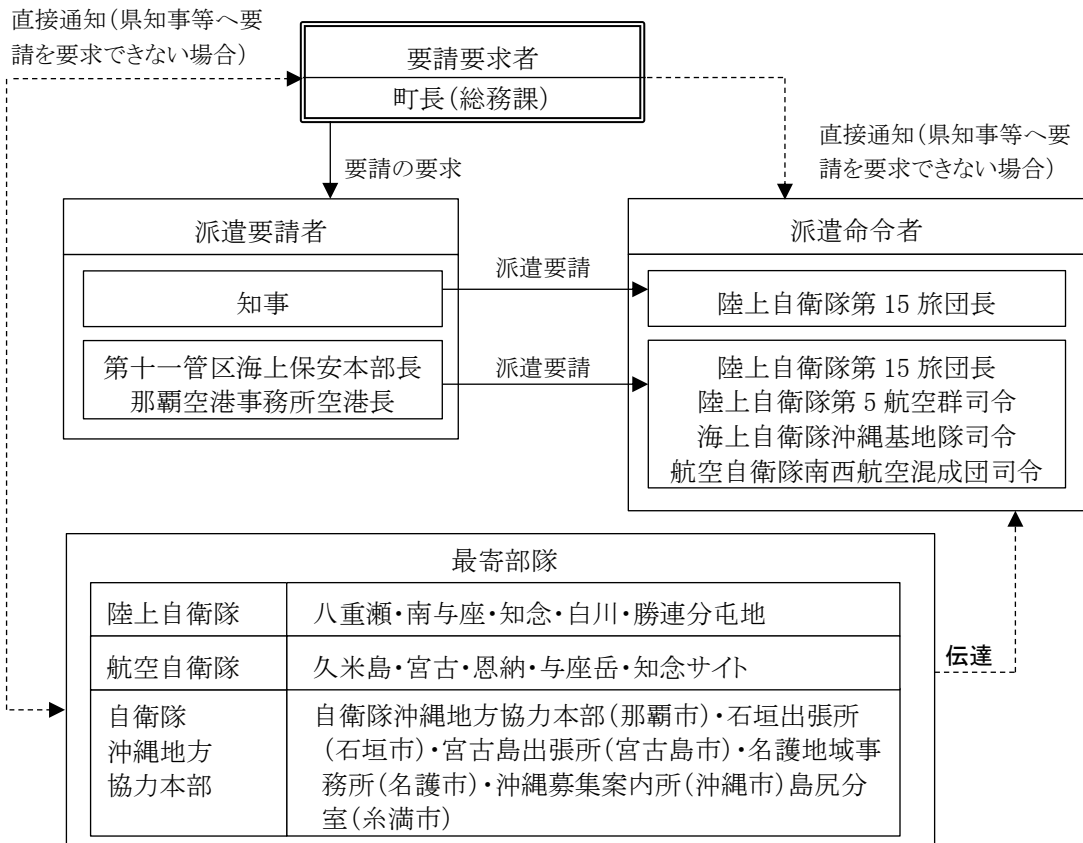 直接通知(県知事等へ要
請を要求できない場合)
要請要求者
町長(総務課)
直接通知(県知事等へ要
請を要求できない場合)
要請の要求
派遣要請者
知事
第十一管区海上保安本部長
那覇空港事務所空港長
派遣要請
派遣要請
派遣命令者
陸上自衛隊第 15 旅団長
陸上自衛隊第 15 旅団長
陸上自衛隊第 5 航空群司令
海上自衛隊沖縄基地隊司令
航空自衛隊南西航空混成団司令
最寄部隊
陸上自衛隊
八重瀬・南与座・知念・白川・勝連分屯地
航空自衛隊
久米島・宮古・恩納・与座岳・知念サイト
自衛隊
沖縄地方
協力本部
自衛隊沖縄地方協力本部(那覇市)・石垣出張所
(石垣市)・宮古島出張所(宮古島市)・名護地域事
務所(名護市)・沖縄募集案内所(沖縄市)島尻分
室(糸満市)
伝達